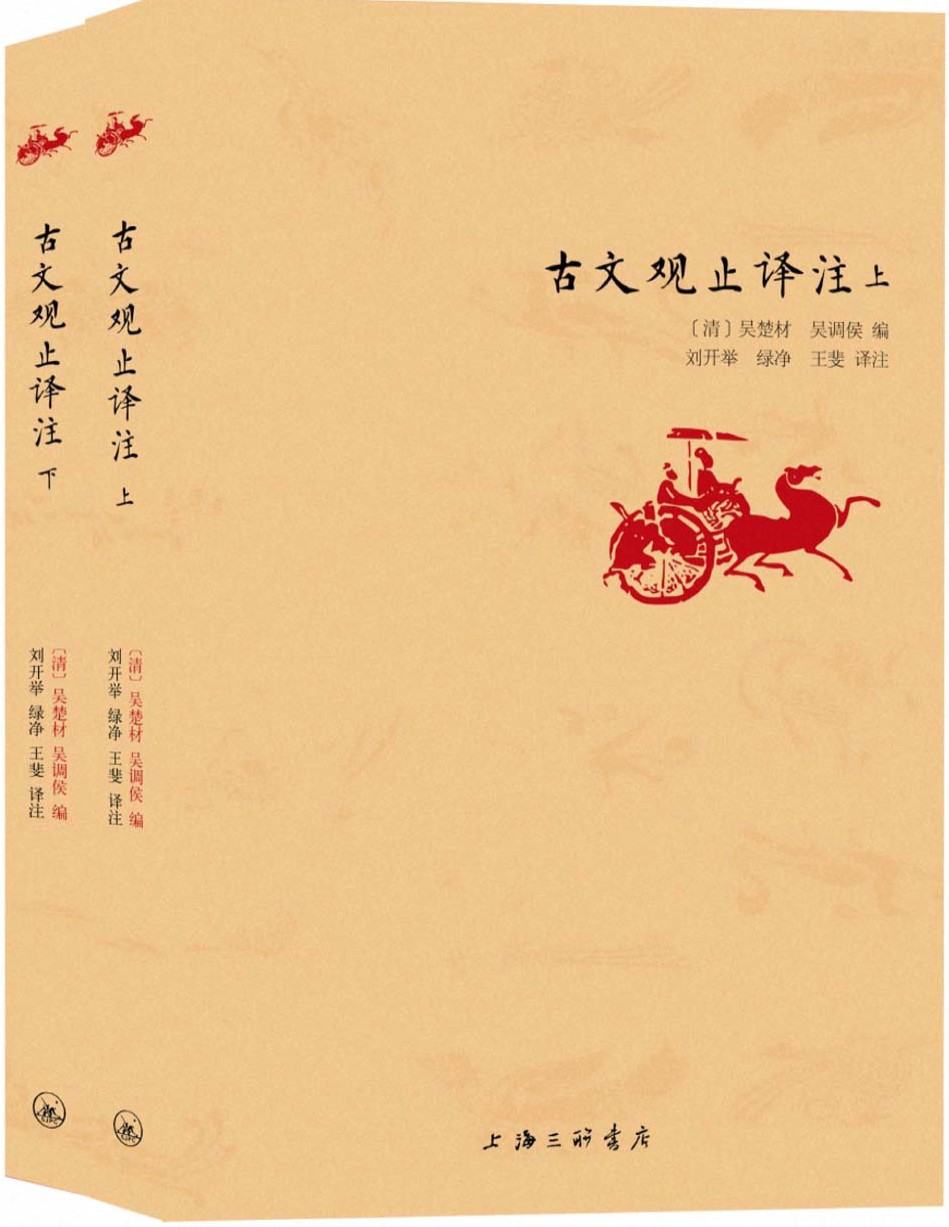 古文观止译注 上
〔清〕吴楚材 吴调侯 编
刘开举 绿净 王斐 译注
上海三联书店
古文观止译注 上
〔清〕吴楚材 吴调侯 编
刘开举 绿净 王斐 译注
古文观止译注 下
〔清〕吴楚材 吴调侯 编
刘开举 绿净 王斐 译注